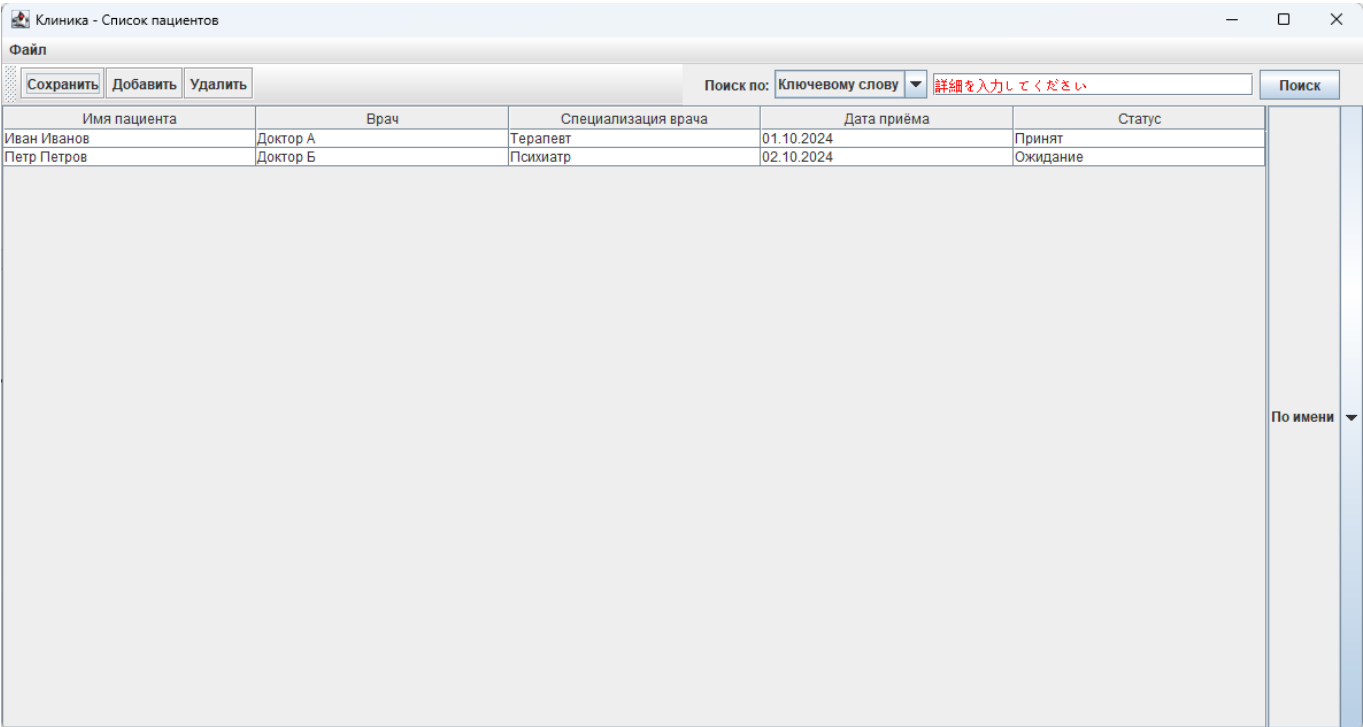 Клиника - Список пациентов
Файл
Сохранить Добавить Удалить Поиск по: Ключевому слову 詳細を入力してください Поиск
Имя пациента Врач Специализация врача Дата приёма Статус
Иван Иванов Доктор А Терапевт 01.10.2024 Принят
Петр Петров Доктор Б Психиатр 02.10.2024 Ожидание
По имени